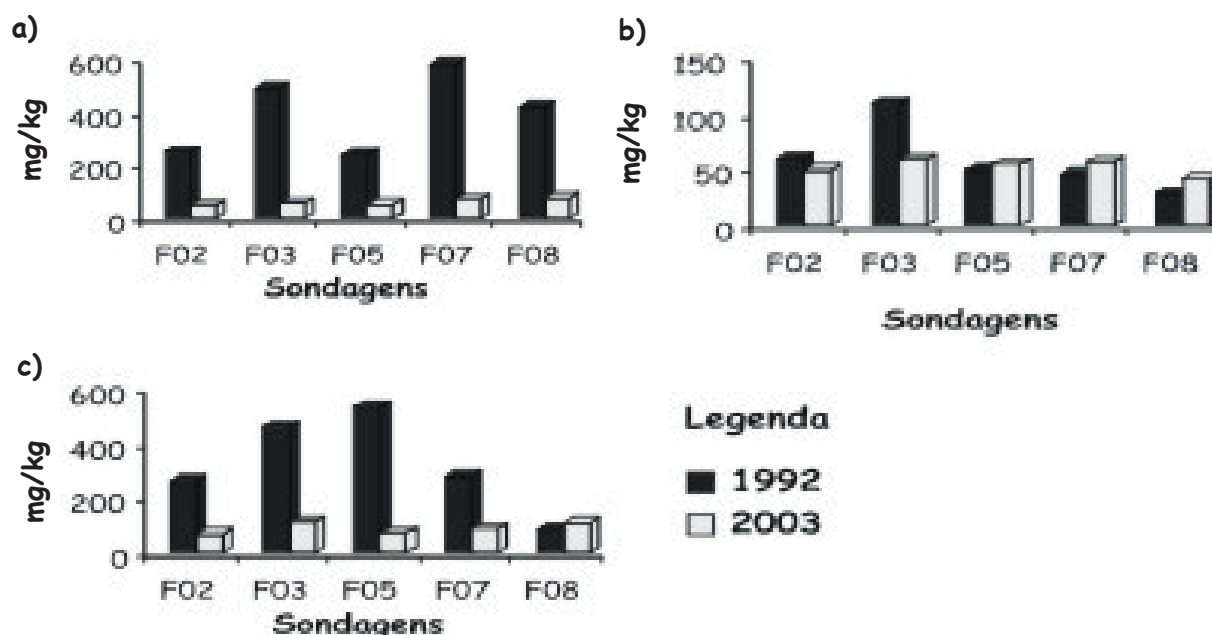 a)
600
400
200
0
mg/kg
F02 F03 F05 F07 F08
Sondagens
b)
150
100
50
0
mg/kg
F02 F03 F05 F07 F08
Sondagens
c)
600
400
200
0
mg/kg
F02 F03 F05 F07 F08
Sondagens
Legenda
1992
2003